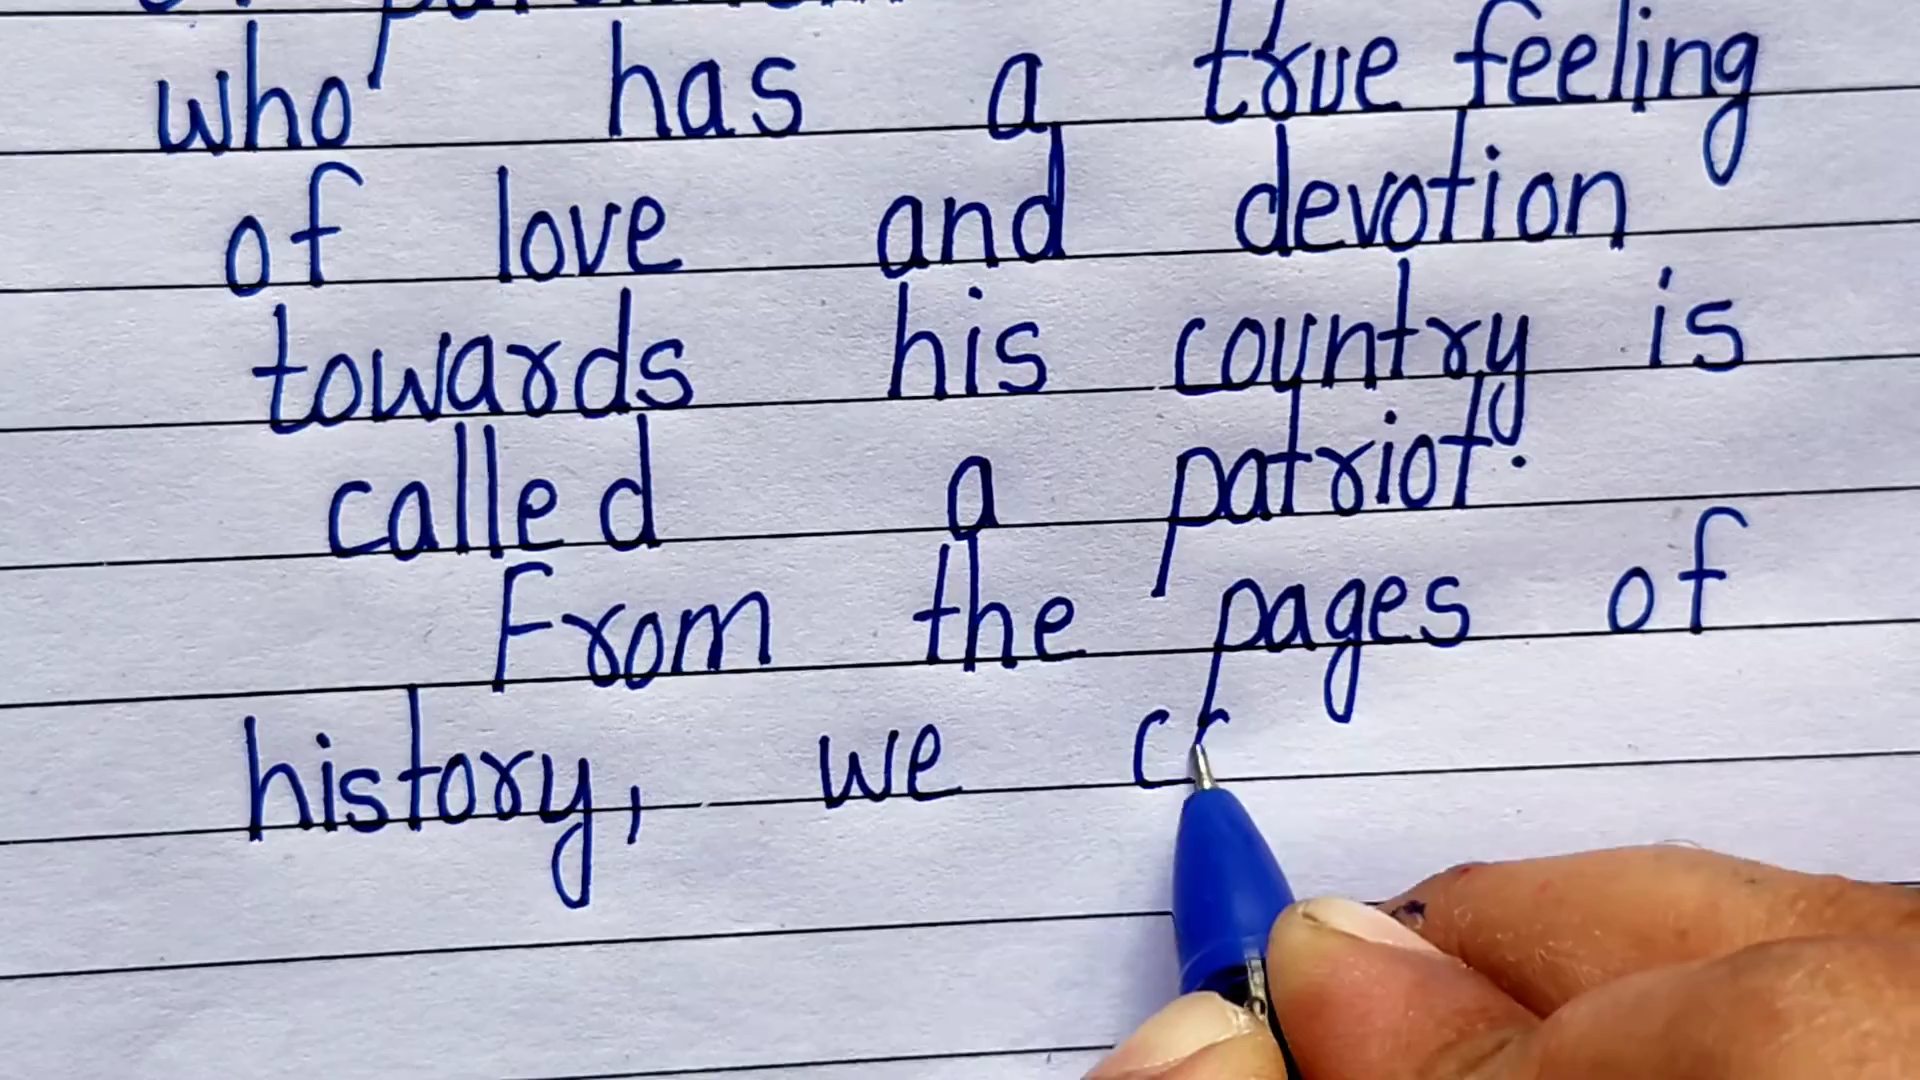 who has a true feeling
of love and devotion
towards his country is
called a patriot.
From the pages of
history, we